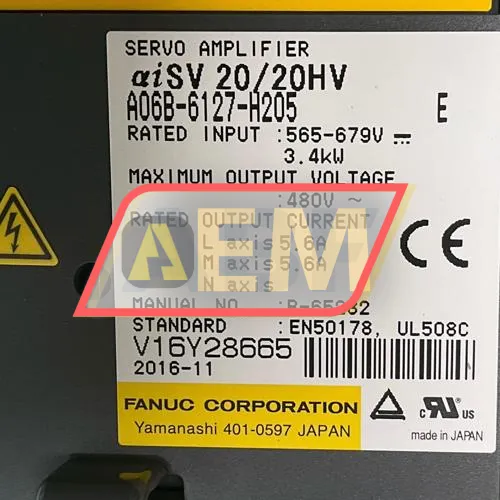 SERVO AMPLIFIER
αiSV 20/20HV
A06B-6127-H205 E
RATED INPUT :565-679V
3.4kW
MAXIMUM OUTPUT VOLTAGE
:480V ~
RATED OUTPUT CURRENT
L axis 5.6A
M axis 5.6A
N axis
AEM
MANUAL NO. :B-65282
STANDARD :EN50178, UL508C
V16Y28665
2016-11
FANUC CORPORATION
Yamanashi 401-0597 JAPAN
c RU US
made in JAPAN
CE